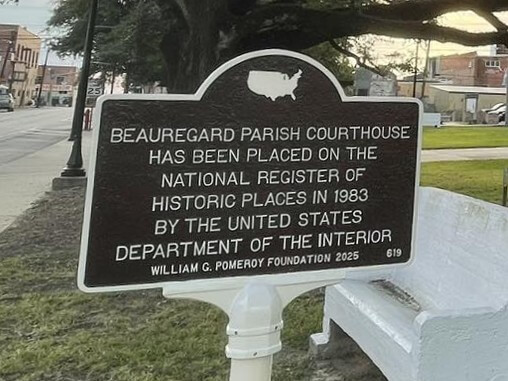 BEAUREGARD PARISH COURTHOUSE
HAS BEEN PLACED ON THE
NATIONAL REGISTER OF
HISTORIC PLACES IN 1983
BY THE UNITED STATES
DEPARTMENT OF THE INTERIOR
WILLIAM G. POMEROY FOUNDATION 2025 619